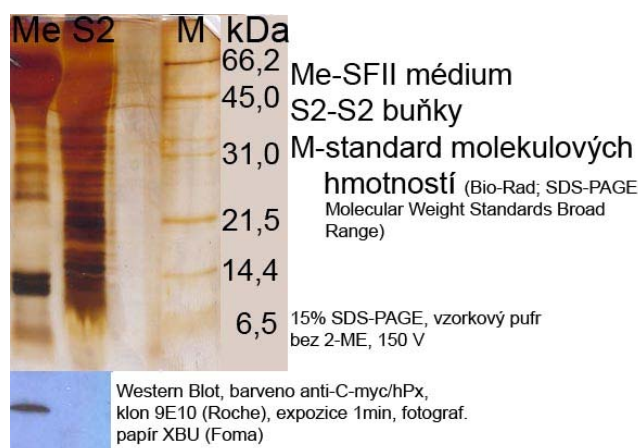 Me S2 M kDa
66,2
45,0
31,0
21,5
14,4
6,5
Me-SFII médium
S2-S2 buňky
M-standard molekulových
hmotností (Bio-Rad; SDS-PAGE
Molecular Weight Standards Broad
Range)
15% SDS-PAGE, vzorkový pufr
bez 2-ME, 150 V
Western Blot, barveno anti-C-myc/hPx,
klon 9E10 (Roche), expozice 1min, fotograf.
papír XBU (Foma)